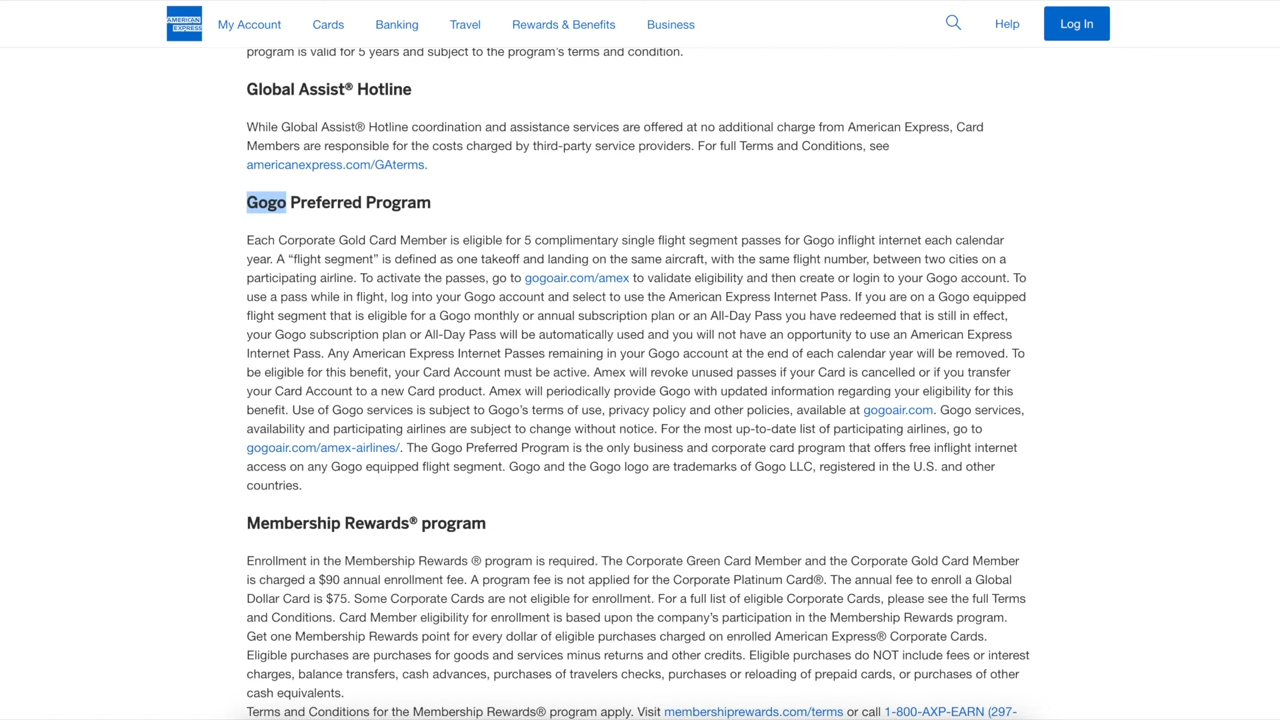 AMERICAN EXPRESS
My Account Cards Banking Travel Rewards & Benefits Business Help Log In
program is valid for 5 years and subject to the program's terms and condition.
Global Assist® Hotline
While Global Assist® Hotline coordination and assistance services are offered at no additional charge from American Express, Card
Members are responsible for the costs charged by third-party service providers. For full Terms and Conditions, see
americanexpress.com/GAterms.
Gogo Preferred Program
Each Corporate Gold Card Member is eligible for 5 complimentary single flight segment passes for Gogo inflight internet each calendar
year. A “flight segment” is defined as one takeoff and landing on the same aircraft, with the same flight number, between two cities on a
participating airline. To activate the passes, go to gogoair.com/amex to validate eligibility and then create or login to your Gogo account. To
use a pass while in flight, log into your Gogo account and select to use the American Express Internet Pass. If you are on a Gogo equipped
flight segment that is eligible for a Gogo monthly or annual subscription plan or an All-Day Pass you have redeemed that is still in effect,
your Gogo subscription plan or All-Day Pass will be automatically used and you will not have an opportunity to use an American Express
Internet Pass. Any American Express Internet Passes remaining in your Gogo account at the end of each calendar year will be removed. To
be eligible for this benefit, your Card Account must be active. Amex will revoke unused passes if your Card is cancelled or if you transfer
your Card Account to a new Card product. Amex will periodically provide Gogo with updated information regarding your eligibility for this
benefit. Use of Gogo services is subject to Gogo's terms of use, privacy policy and other policies, available at gogoair.com. Gogo services,
availability and participating airlines are subject to change without notice. For the most up-to-date list of participating airlines, go to
gogoair.com/amex-airlines/. The Gogo Preferred Program is the only business and corporate card program that offers free inflight internet
access on any Gogo equipped flight segment. Gogo and the Gogo logo are trademarks of Gogo LLC, registered in the U.S. and other
countries.
Membership Rewards® program
Enrollment in the Membership Rewards ® program is required. The Corporate Green Card Member and the Corporate Gold Card Member
is charged a $90 annual enrollment fee. A program fee is not applied for the Corporate Platinum Card®. The annual fee to enroll a Global
Dollar Card is $75. Some Corporate Cards are not eligible for enrollment. For a full list of eligible Corporate Cards, please see the full Terms
and Conditions. Card Member eligibility for enrollment is based upon the company's participation in the Membership Rewards program.
Get one Membership Rewards point for every dollar of eligible purchases charged on enrolled American Express® Corporate Cards.
Eligible purchases are purchases for goods and services minus returns and other credits. Eligible purchases do NOT include fees or interest
charges, balance transfers, cash advances, purchases of travelers checks, purchases or reloading of prepaid cards, or purchases of other
cash equivalents.
Terms and Conditions for the Membership Rewards® program apply. Visit membershiprewards.com/terms or call 1-800-AXP-EARN (297-